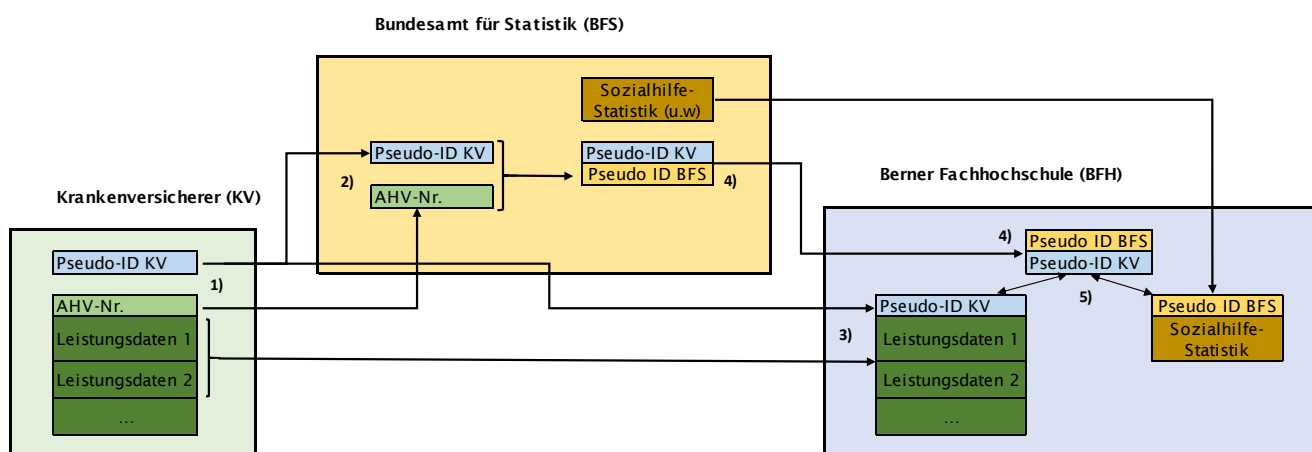 Bundesamt für Statistik (BFS)
Sozialhilfe-
Statistik (u.w)
Pseudo-ID KV
2)
AHV-Nr.
Pseudo-ID KV
Pseudo ID BFS
4)
Krankenversicherer (KV)
Pseudo-ID KV
1)
AHV-Nr.
Leistungsdaten 1
Leistungsdaten 2
...
Berner Fachhochschule (BFH)
4)
Pseudo ID BFS
Pseudo-ID KV
5)
Pseudo-ID KV
3)
Leistungsdaten 1
Leistungsdaten 2
...
Pseudo ID BFS
Sozialhilfe-
Statistik